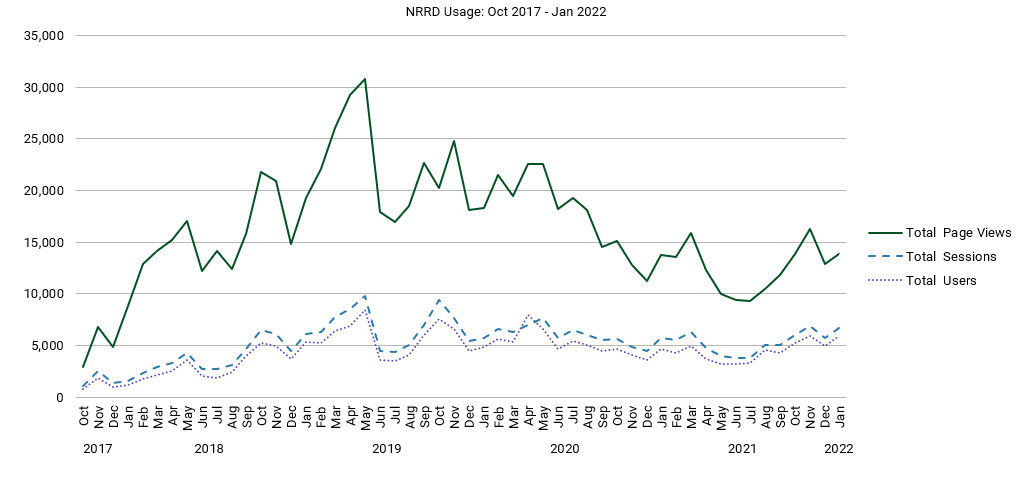 NRRD Usage: Oct 2017 - Jan 2022
35,000
30,000
25,000
20,000
15,000
10,000
5,000
0
Total Page Views
Total Sessions
Total Users
Oct Nov Dec Jan Feb Mar Apr May Jun Jul Aug Sep Oct Nov Dec Jan Feb Mar Apr May Jun Jul Aug Sep Oct Nov Dec Jan Feb Mar Apr May Jun Jul Aug Sep Oct Nov Dec Jan Feb Mar Apr May Jun Jul Aug Sep Oct Nov Dec Jan
2017 2018 2019 2020 2021 2022